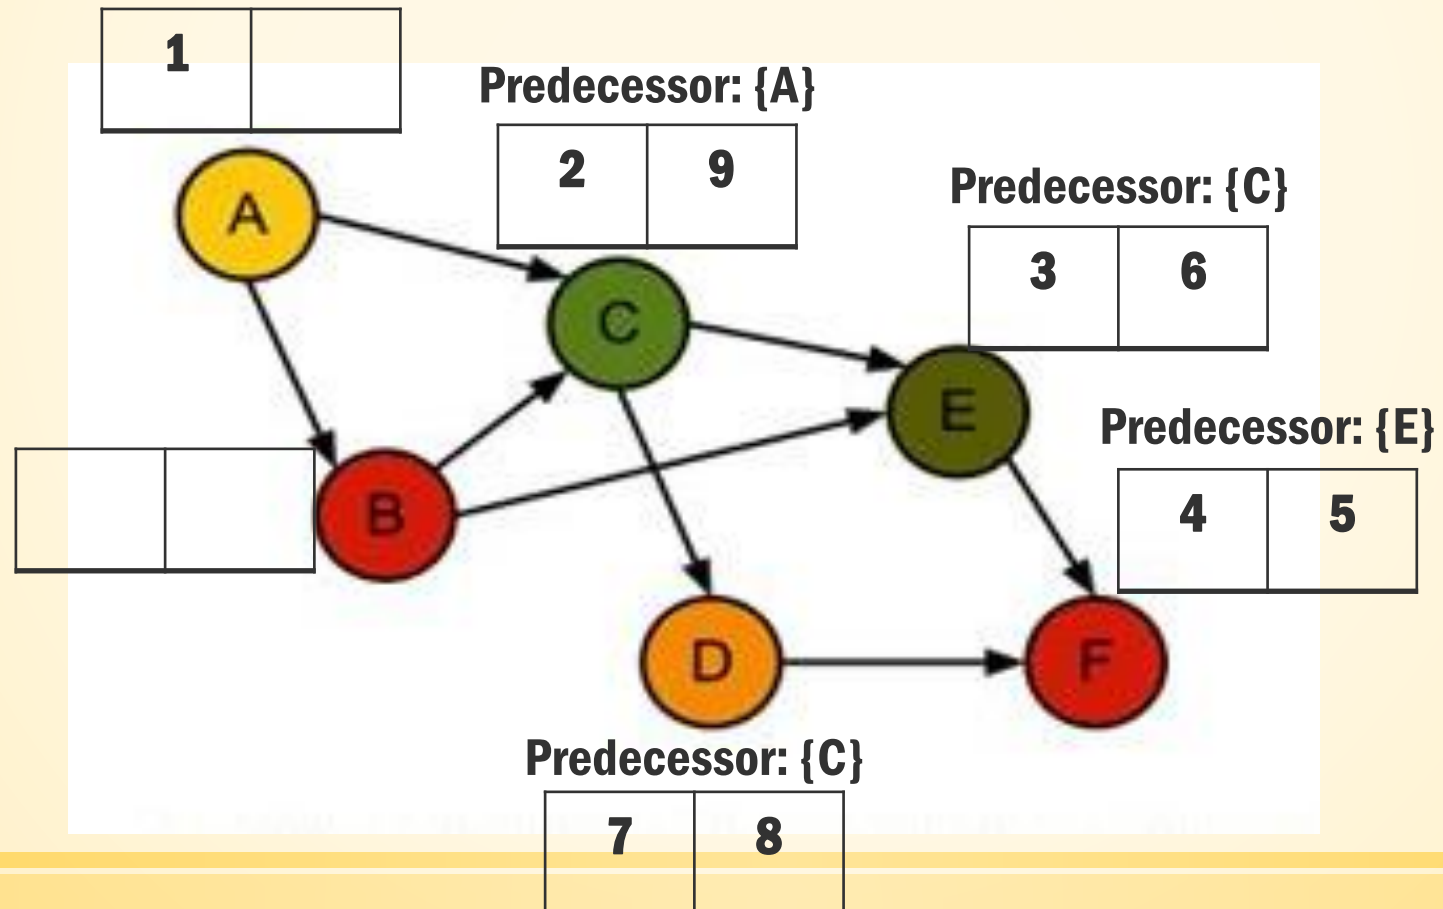 1
Predecessor: {A}
2 9
Predecessor: {C}
3 6
A
C
E
Predecessor: {E}
4 5
B
D
F
Predecessor: {C}
7 8